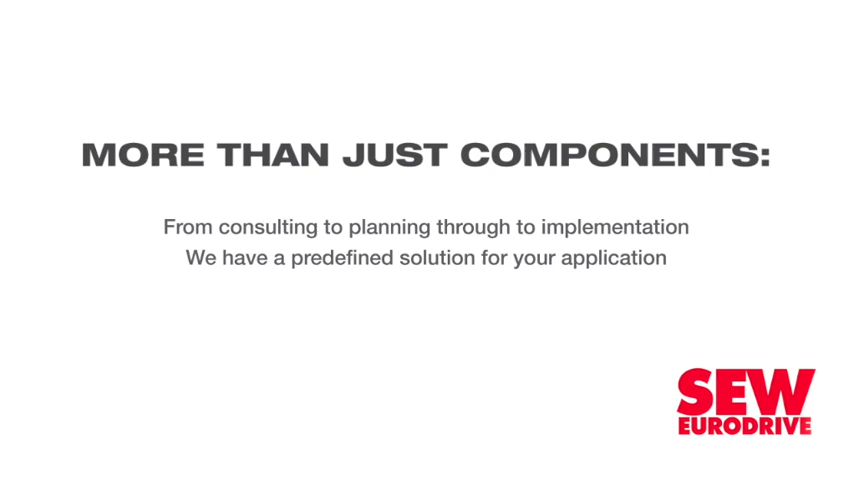 MORE THAN JUST COMPONENTS:
From consulting to planning through to implementation
We have a predefined solution for your application
SEW
EURODRIVE